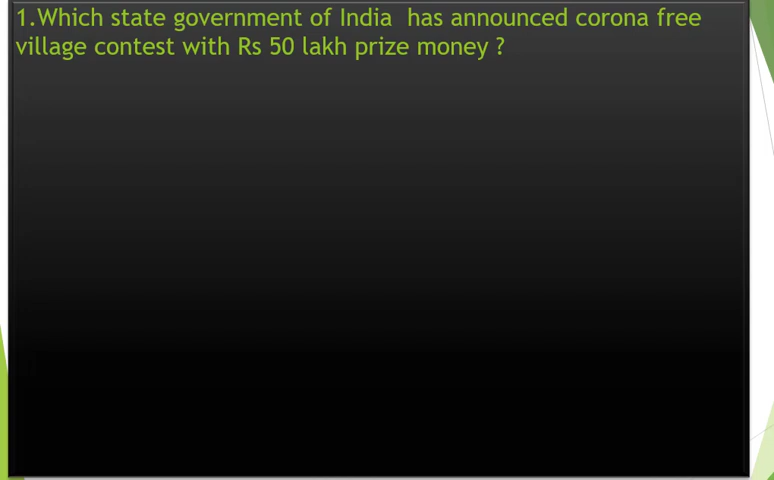 1.Which state government of India  has announced corona free
village contest with Rs 50 lakh prize money ?